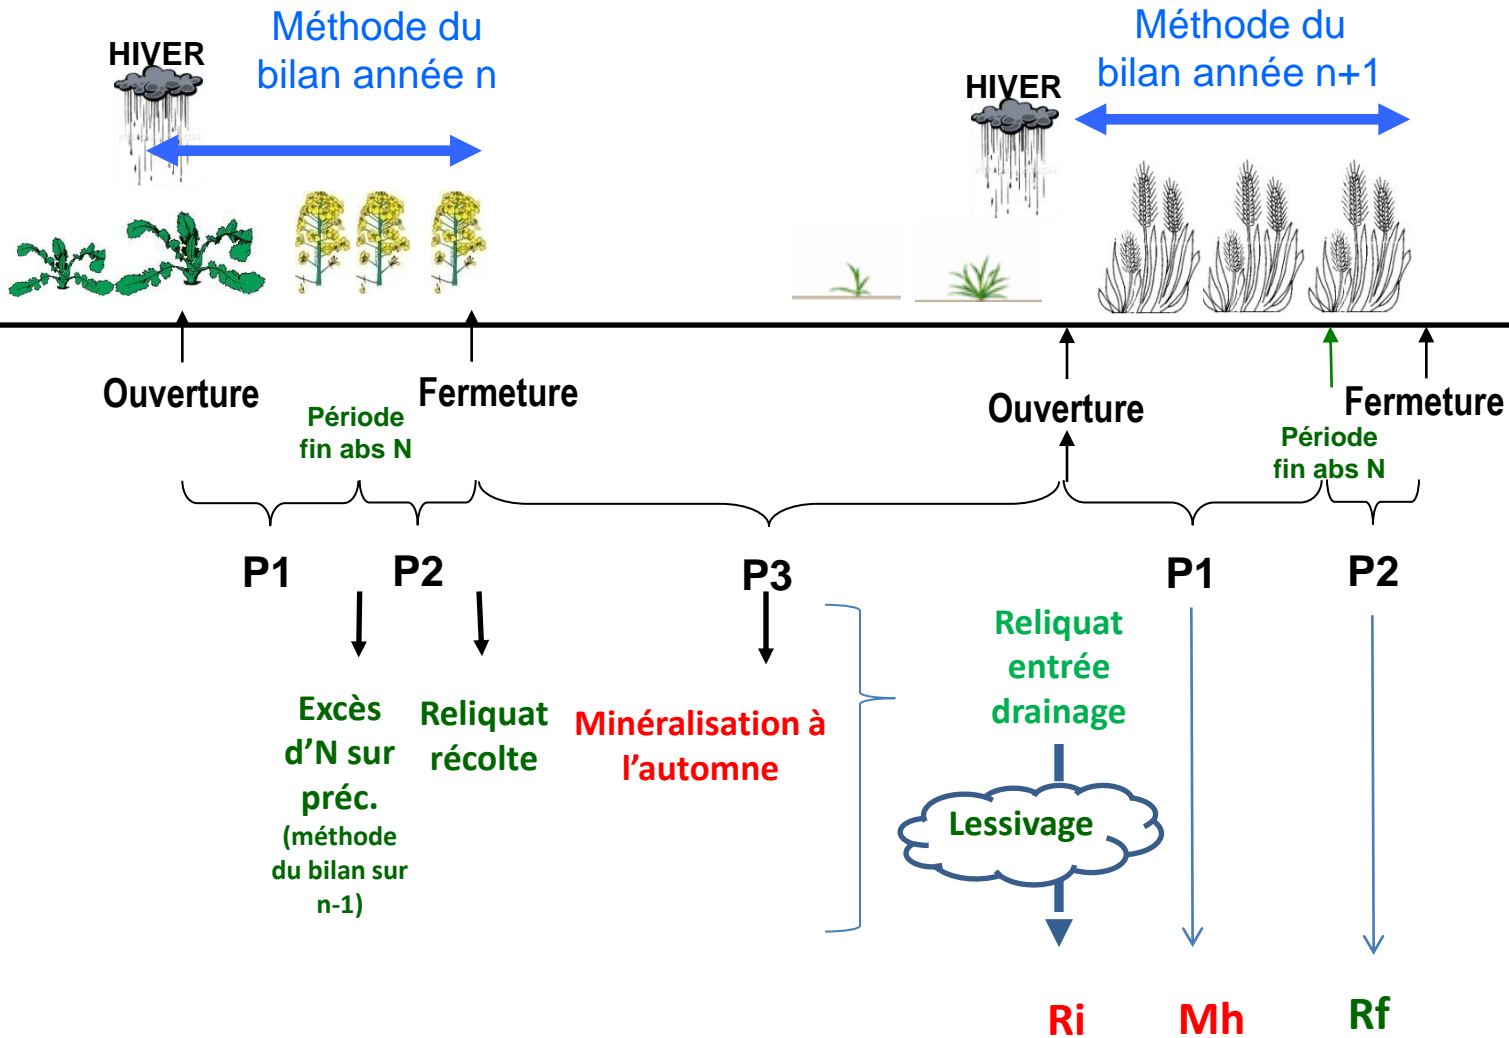 Méthode du
bilan année n
HIVER
Méthode du
bilan année n+1
HIVER
Ouverture
Fermeture
Période
fin abs N
Ouverture
Fermeture
Période
fin abs N
P1
P2
P3
P1
P2
Excès
d’N sur
préc.
(méthode
du bilan sur
n-1)
Reliquat
récolte
Minéralisation à
l’automne
Reliquat
entrée
drainage
Lessivage
Ri
Mh
Rf